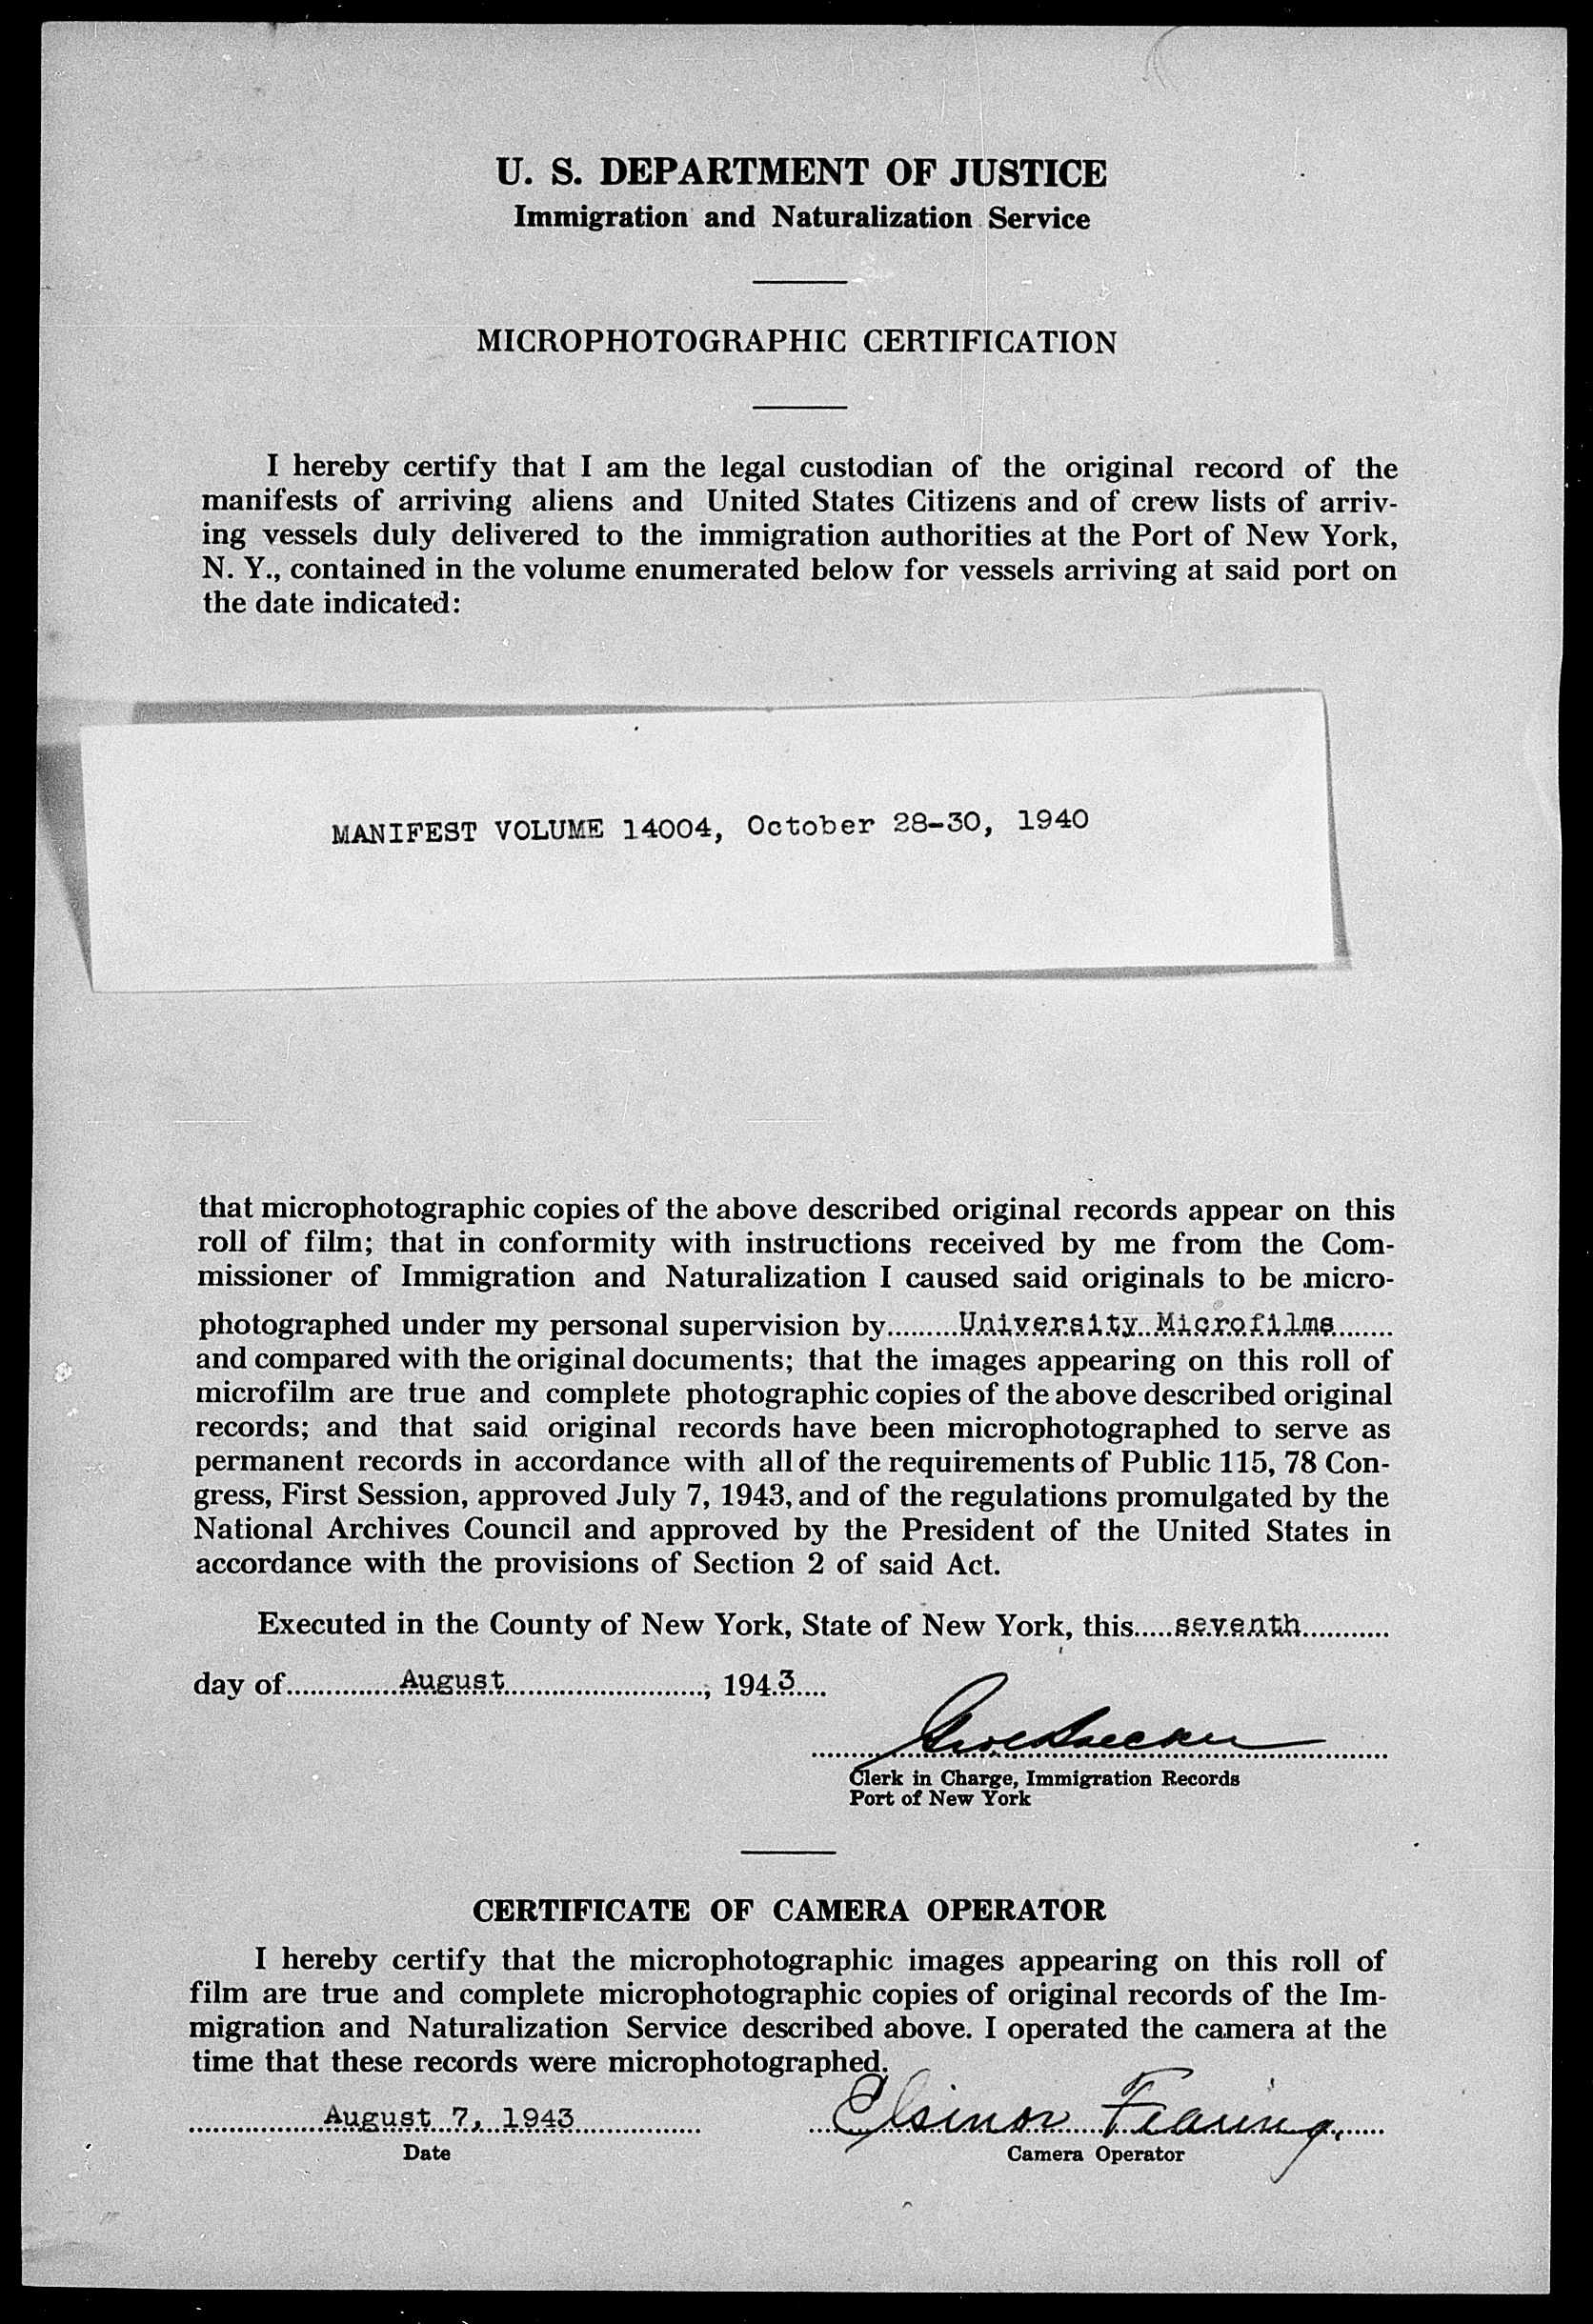 U. S. DEPARTMENT OF JUSTICE
Immigration and Naturalization Service
MICROPHOTOGRAPHIC CERTIFICATION
I hereby certify that I am the legal custodian of the original record of the
manifests of arriving aliens and United States Citizens and of crew lists of arriv-
ing vessels duly delivered to the immigration authorities at the Port of New York,
N. Y., contained in the volume enumerated below for vessels arriving at said port on
the date indicated:
MANIFEST VOLUME 14004, October 28-30, 1940
that microphotographic copies of the above described original records appear on this
roll of film; that in conformity with instructions received by me from the Com-
missioner of Immigration and Naturalization I caused said originals to be micro-
photographed under my personal supervision by.........University Microfilms........
and compared with the original documents; that the images appearing on this roll of
microfilm are true and complete photographic copies of the above described original
records; and that said original records have been microphotographed to serve as
permanent records in accordance with all of the requirements of Public 115, 78 Con-
gress, First Session, approved July 7, 1943, and of the regulations promulgated by the
National Archives Council and approved by the President of the United States in
accordance with the provisions of Section 2 of said Act.
Executed in the County of New York, State of New York, this.....seventh...........
day of..............August.........................., 194.3....
Clerk in Charge, Immigration Records
Port of New York
CERTIFICATE OF CAMERA OPERATOR
I hereby certify that the microphotographic images appearing on this roll of
film are true and complete microphotographic copies of original records of the Im-
migration and Naturalization Service described above. I operated the camera at the
time that these records were microphotographed.
August 7, 1943 Elsinor Fearing
Date Camera Operator